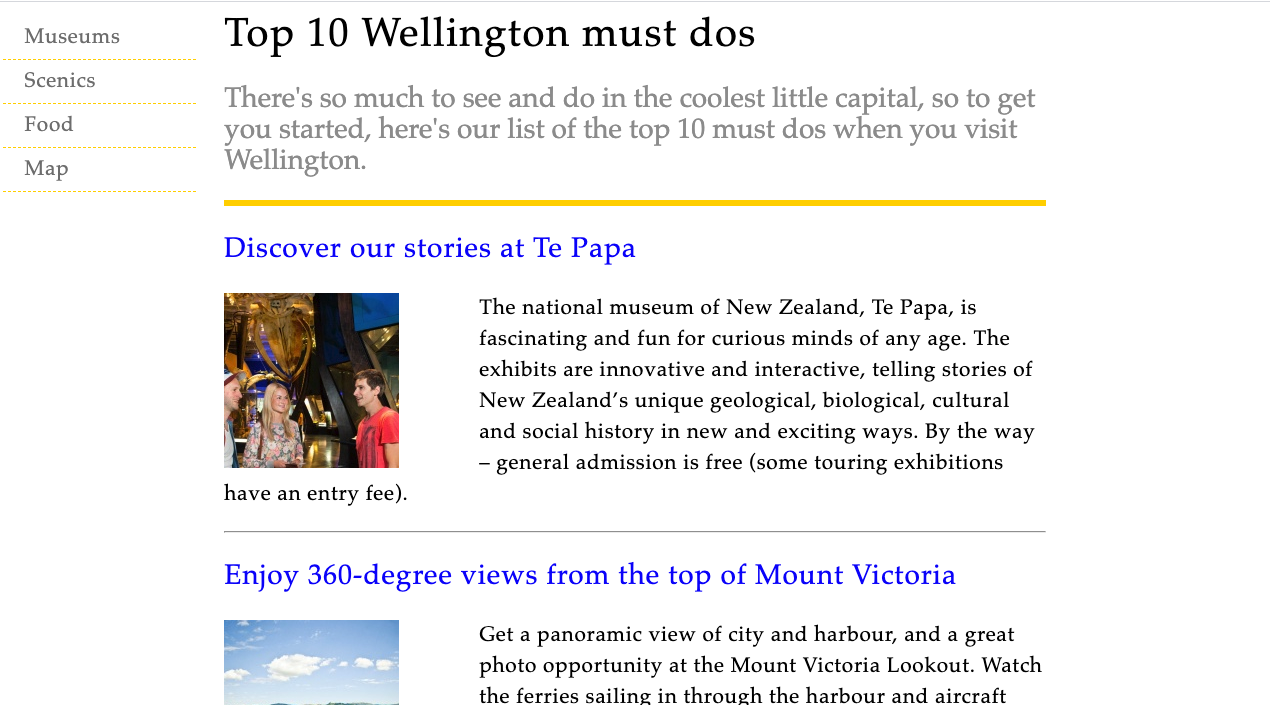 Museums
Scenics
Food
Map
Top 10 Wellington must dos
There's so much to see and do in the coolest little capital, so to get
you started, here's our list of the top 10 must dos when you visit
Wellington.
Discover our stories at Te Papa
The national museum of New Zealand, Te Papa, is
fascinating and fun for curious minds of any age. The
exhibits are innovative and interactive, telling stories of
New Zealand’s unique geological, biological, cultural
and social history in new and exciting ways. By the way
– general admission is free (some touring exhibitions
have an entry fee).
Enjoy 360-degree views from the top of Mount Victoria
Get a panoramic view of city and harbour, and a great
photo opportunity at the Mount Victoria Lookout. Watch
the ferries sailing in through the harbour and aircraft